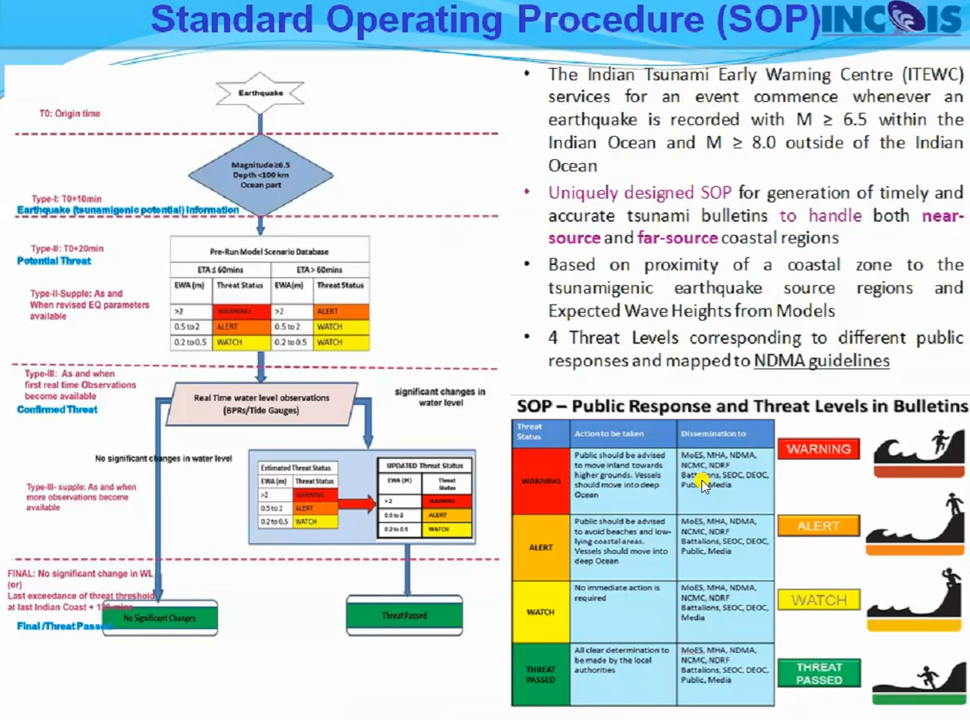 Standard Operating Procedure (SOP)
INCOIS
Earthquake
T0: Origin time
Magnitude ≥6.5
Depth <100 km
Ocean part
Type-I: T0+10min
Earthquake (tsunamigenic potential) Information
Type-II: T0+20min
Potential Threat
Type-II-Supple: As and
When revised EQ parameters
available
Pre-Run Model Scenario Database
ETA ≤ 60mins ETA > 60mins
EWA (m) Threat Status EWA (m) Threat Status
>2 WARNING >2 ALERT
0.5 to 2 ALERT 0.5 to 2 WATCH
0.2 to 0.5 WATCH 0.2 to 0.5 WATCH
Type-III: As and when
first real time Observations
become available
Confirmed Threat
Real Time water level observations
(BPRs/Tide Gauges)
significant changes in
water level
No significant changes in water level
Type-III- supple: As and when
more observations become
available
Estimated Threat Status
EWA (M) Threat Status
>2 WARNING
0.5 to 2 ALERT
0.2 to 0.5 WATCH
UPDATED Threat Status
EWA (M) Threat
Status
>2 WARNING
0.5 to 2 ALERT
0.2 to 0.5 WATCH
FINAL: No significant change in WL
(or)
Last exceedance of threat threshold
at last Indian Coast + 120 mins
Final /Threat Passed
No Significant Changes
Threat Passed
• The Indian Tsunami Early Warning Centre (ITEWC)
services for an event commence whenever an
earthquake is recorded with M ≥ 6.5 within the
Indian Ocean and M ≥ 8.0 outside of the Indian
Ocean
• Uniquely designed SOP for generation of timely and
accurate tsunami bulletins to handle both near-
source and far-source coastal regions
• Based on proximity of a coastal zone to the
tsunamigenic earthquake source regions and
Expected Wave Heights from Models
• 4 Threat Levels corresponding to different public
responses and mapped to NDMA guidelines
SOP – Public Response and Threat Levels in Bulletins
Threat
Status
Action to be taken
Dissemination to
WARNING
Public should be advised
to move inland towards
higher grounds. Vessels
should move into deep
Ocean
MoES, MHA, NDMA,
NCMC, NDRF
Battalions, SEOC, DEOC,
Public, Media
ALERT
Public should be advised
to avoid beaches and low-
lying coastal areas.
Vessels should move into
deep Ocean
MoES, MHA, NDMA,
NCMC, NDRF
Battalions, SEOC, DEOC,
Public, Media
WATCH
No immediate action is
required
MoES, MHA, NDMA,
NCMC, NDRF
Battalions, SEOC, DEOC,
Media
THREAT
PASSED
All clear determination to
be made by the local
authorities
MoES, MHA, NDMA,
NCMC, NDRF
Battalions, SEOC, DEOC,
Public, Media
WARNING
ALERT
WATCH
THREAT
PASSED